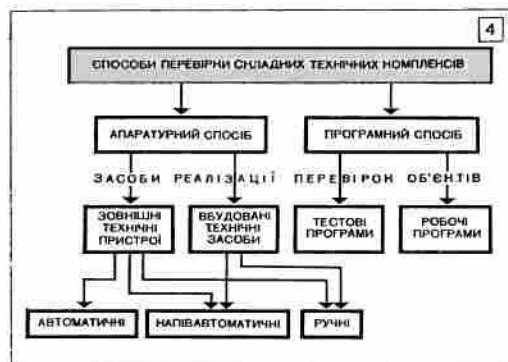 4
СПОСОБИ ПЕРЕВІРКИ СКЛАДНИХ ТЕХНІЧНИХ КОМПЛЕКСІВ
АПАРАТУРНИЙ СПОСІБ
ПРОГРАМНИЙ СПОСІБ
ЗАСОБИ РЕАЛІЗАЦІЇ ПЕРЕВІРОК ОБ'ЄКТІВ
ЗОВНІШНІ
ТЕХНІЧНІ
ПРИСТРОЇ
ВБУДОВАНІ
ТЕХНІЧНІ
ЗАСОБИ
ТЕСТОВІ
ПРОГРАМИ
РОБОЧІ
ПРОГРАМИ
АВТОМАТИЧНІ
НАПІВАВТОМАТИЧНІ
РУЧНІ